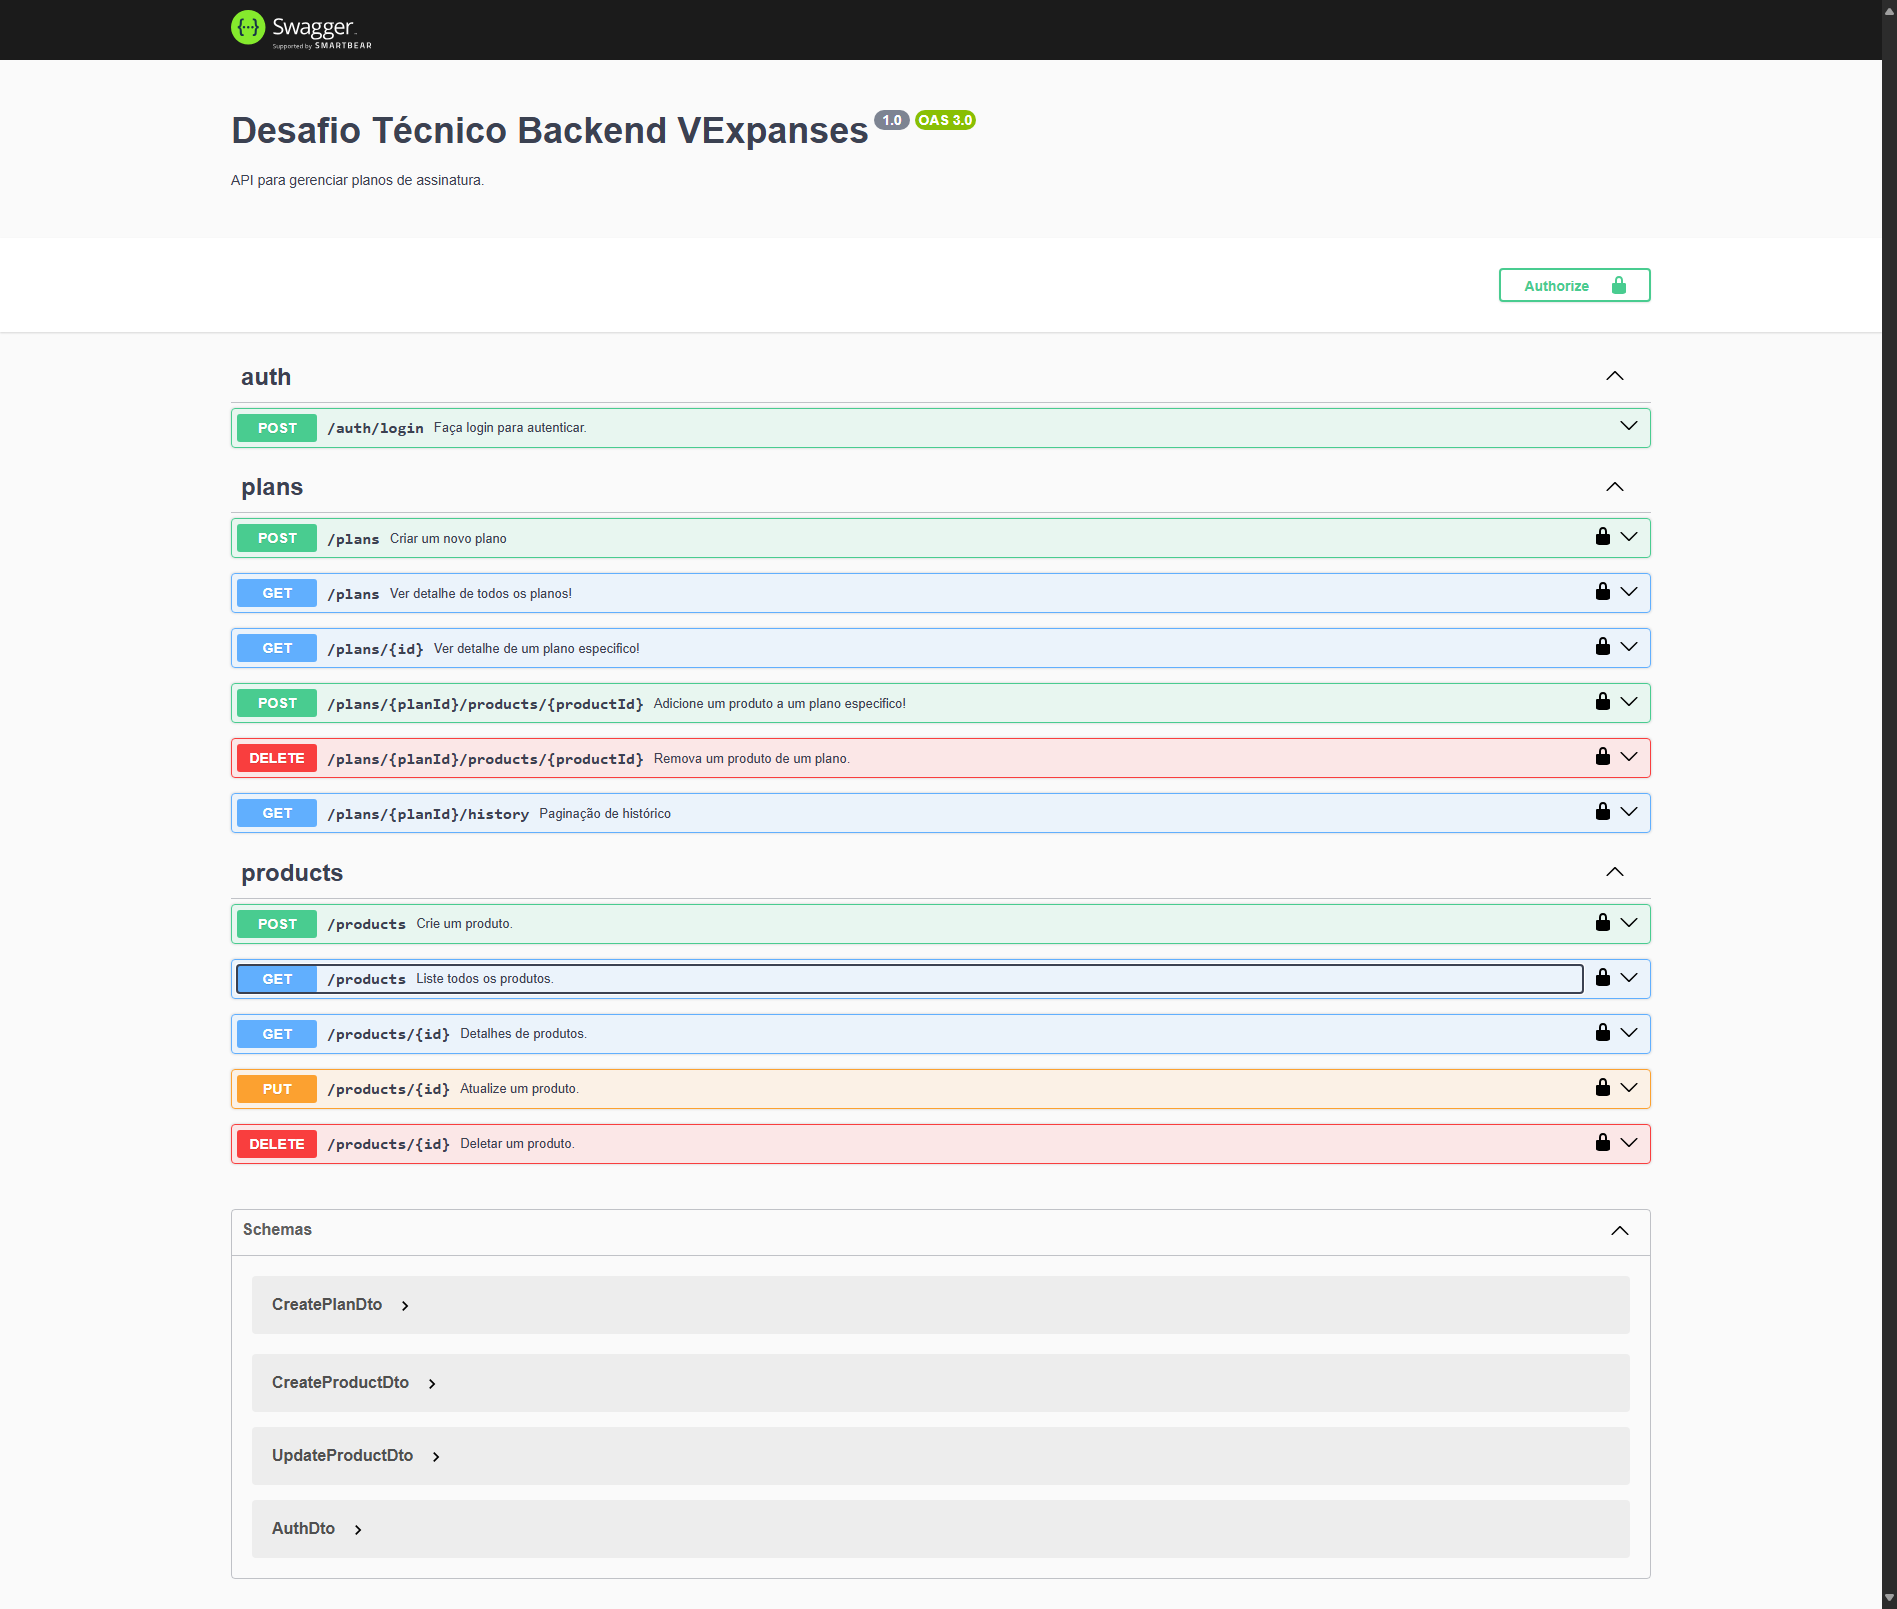 Swagger
Supported by SMARTBEAR
Desafio Técnico Backend VExpanses 1.0 OAS 3.0
API para gerenciar planos de assinatura.
Authorize
auth
POST /auth/login Faça login para autenticar.
plans
POST /plans Criar um novo plano
GET /plans Ver detalhe de todos os planos!
GET /plans/{id} Ver detalhe de um plano especifico!
POST /plans/{planId}/products/{productId} Adicione um produto a um plano especifico!
DELETE /plans/{planId}/products/{productId} Remova um produto de um plano.
GET /plans/{planId}/history Paginação de histórico
products
POST /products Crie um produto.
GET /products Liste todos os produtos.
GET /products/{id} Detalhes de produtos.
PUT /products/{id} Atualize um produto.
DELETE /products/{id} Deletar um produto.
Schemas
CreatePlanDto
CreateProductDto
UpdateProductDto
AuthDto